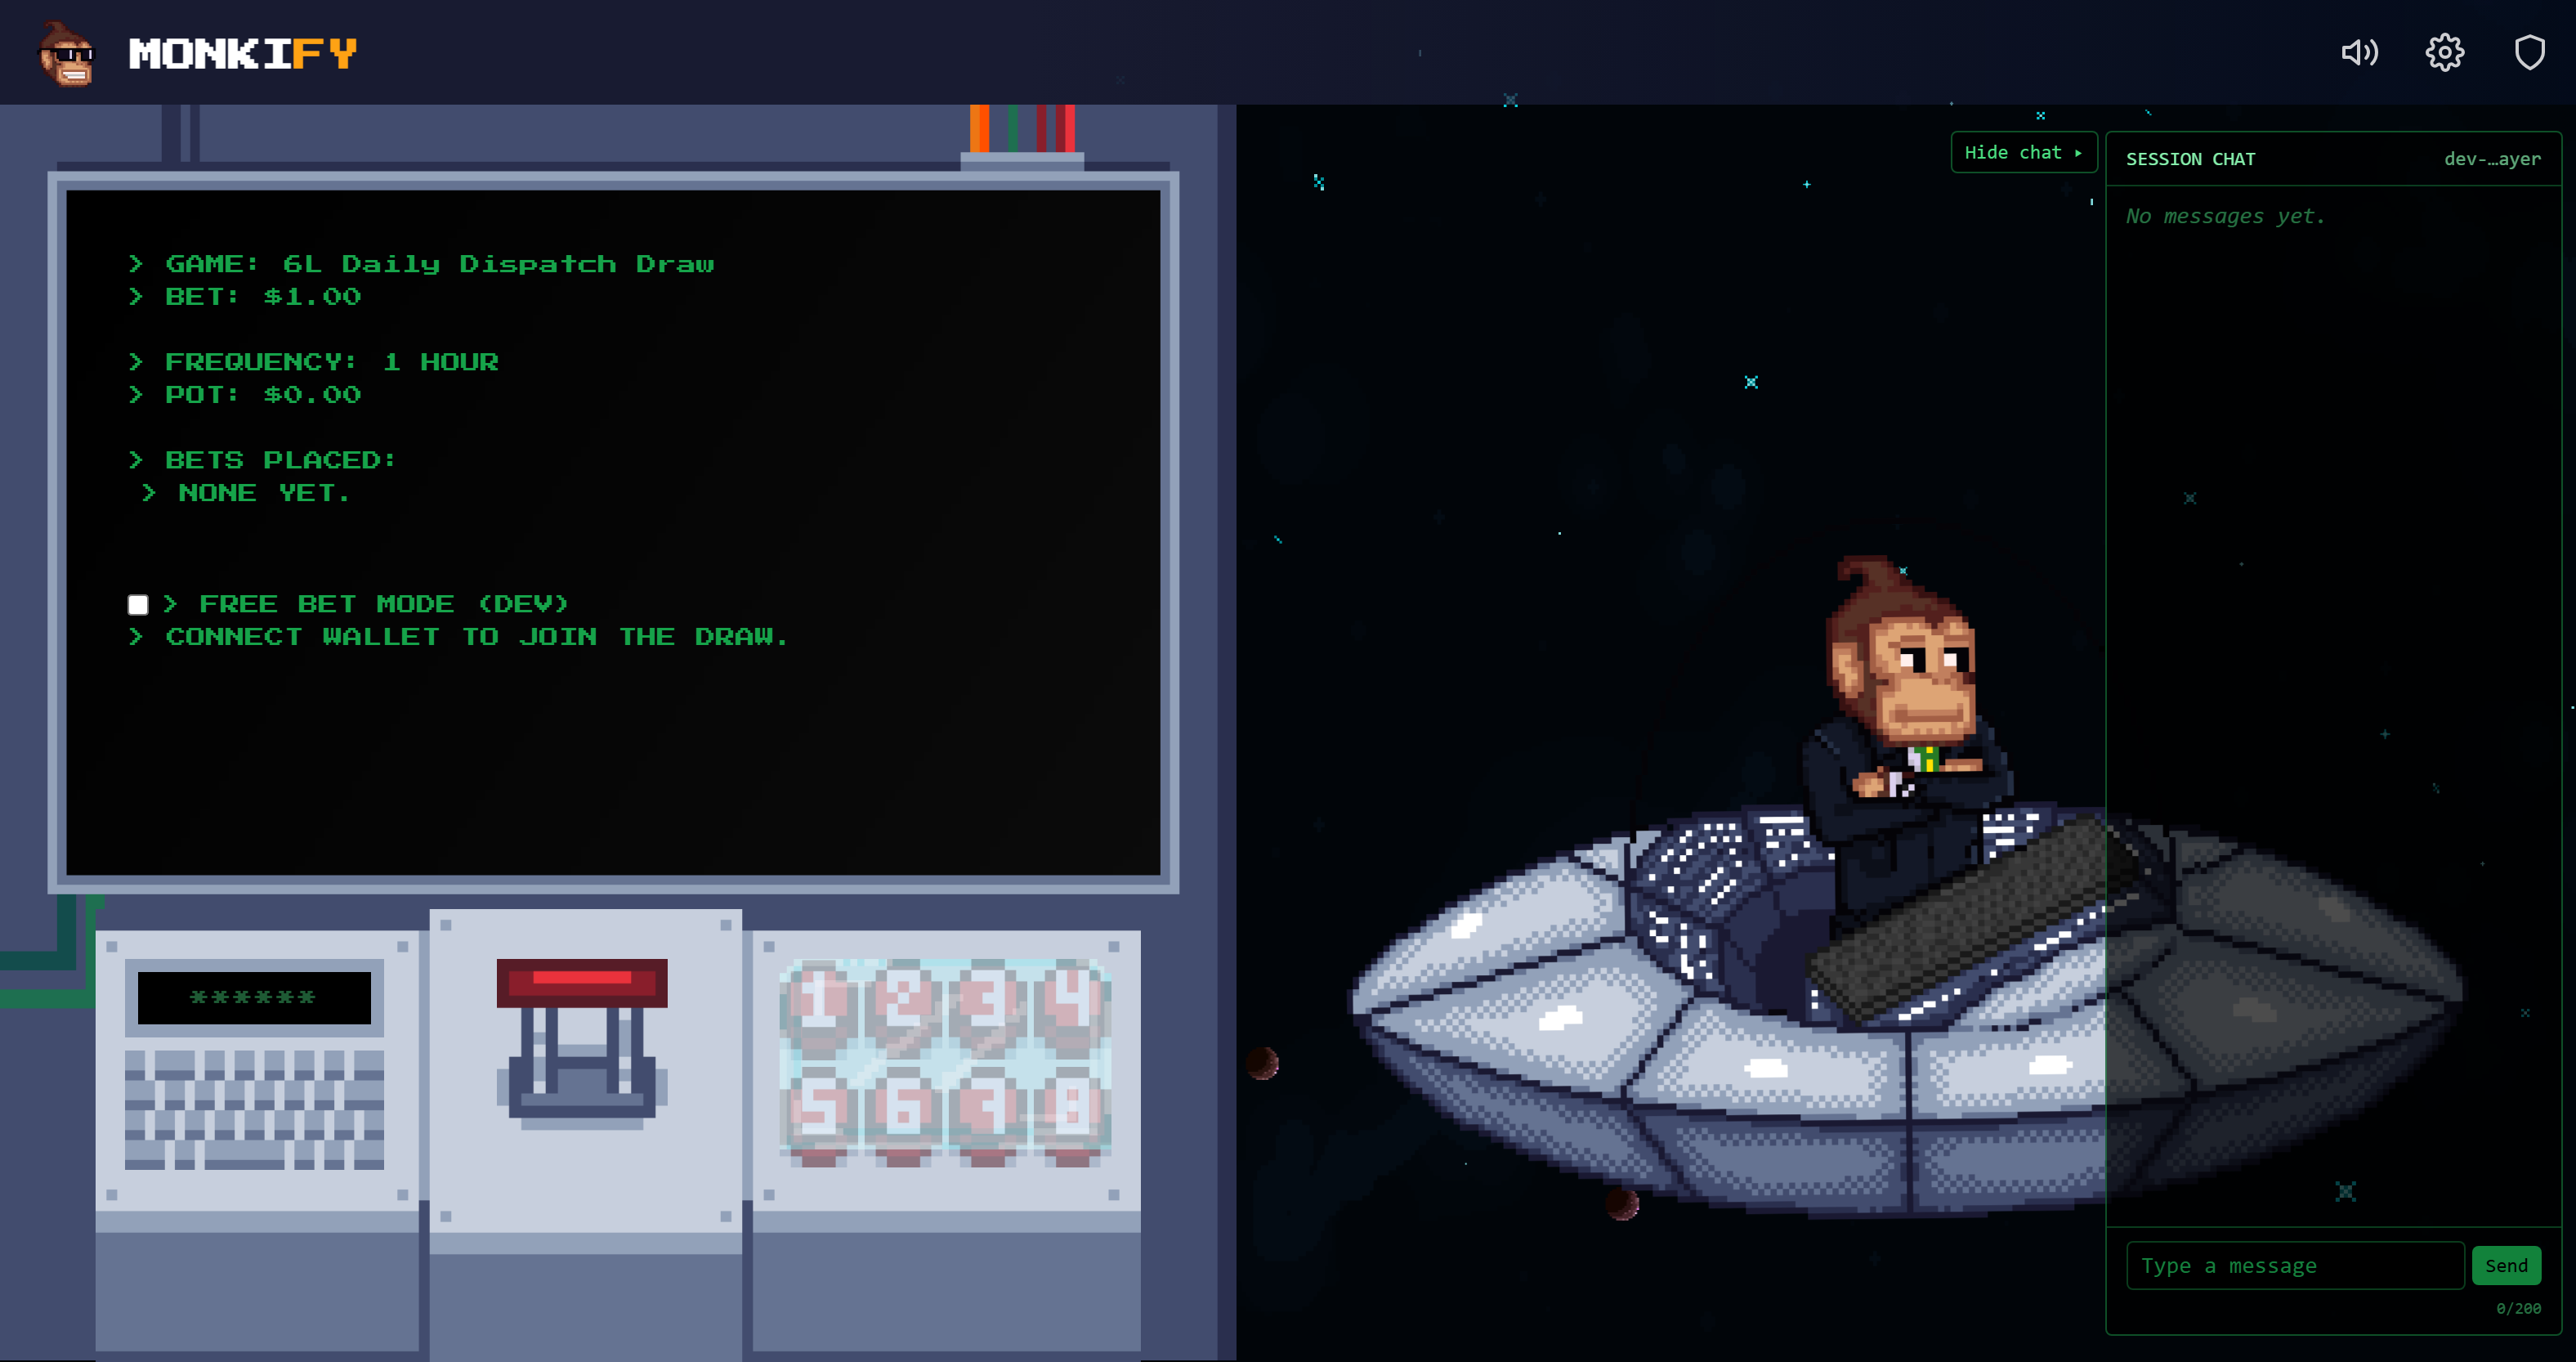 MONKIFY
> GAME: 6L Daily Dispatch Draw
> BET: $1.00
> FREQUENCY: 1 HOUR
> POT: $0.00
> BETS PLACED:
> NONE YET.
> FREE BET MODE (DEV)
> CONNECT WALLET TO JOIN THE DRAW.
******
1 2 3 4
5 6 7 8
Hide chat ▸
SESSION CHAT dev-…ayer
No messages yet.
Type a message Send
0/200